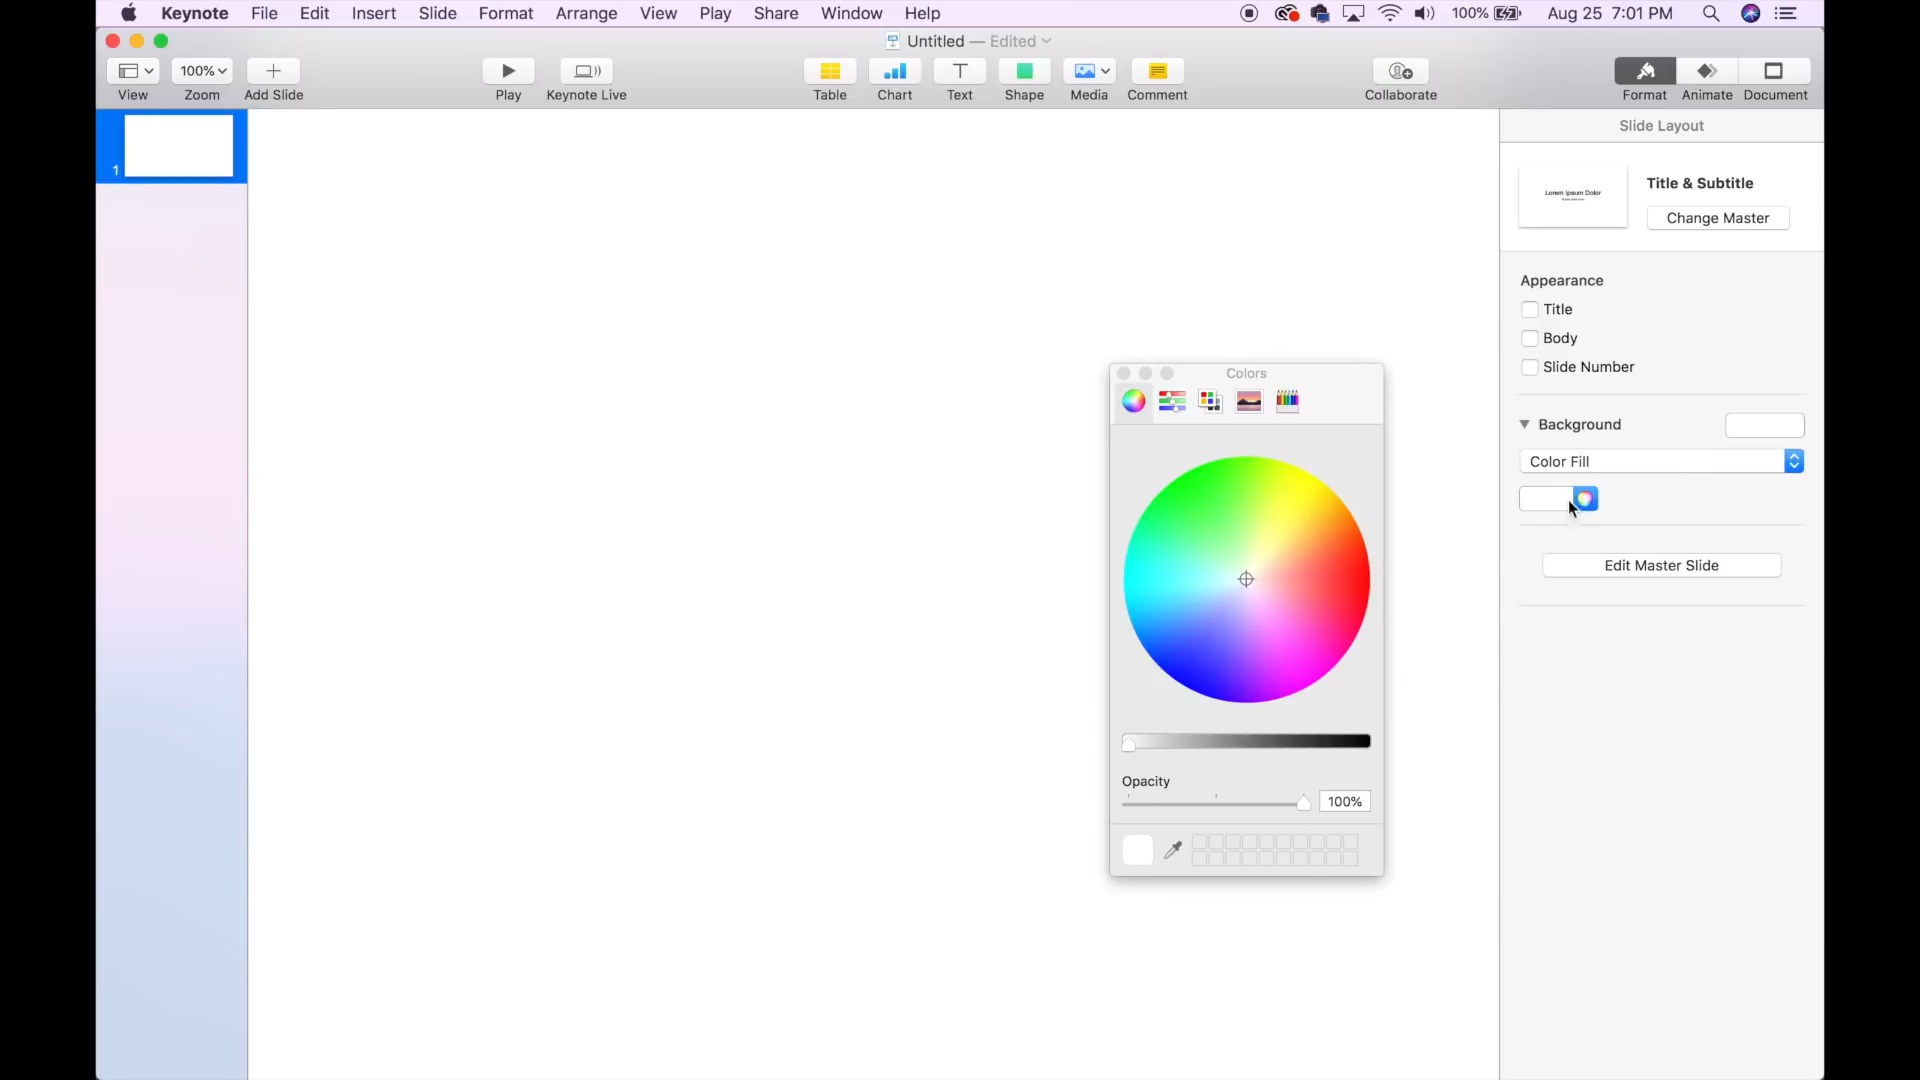 Keynote File Edit Insert Slide Format Arrange View Play Share Window Help 100% Aug 25 7:01 PM
Untitled — Edited
100%
View Zoom Add Slide Play Keynote Live Table Chart Text Shape Media Comment Collaborate Format Animate Document
Slide Layout
1
Lorem Ipsum Dolor
Title & Subtitle
Change Master
Appearance
Title
Body
Slide Number
Colors
Background
Color Fill
Edit Master Slide
Opacity
100%